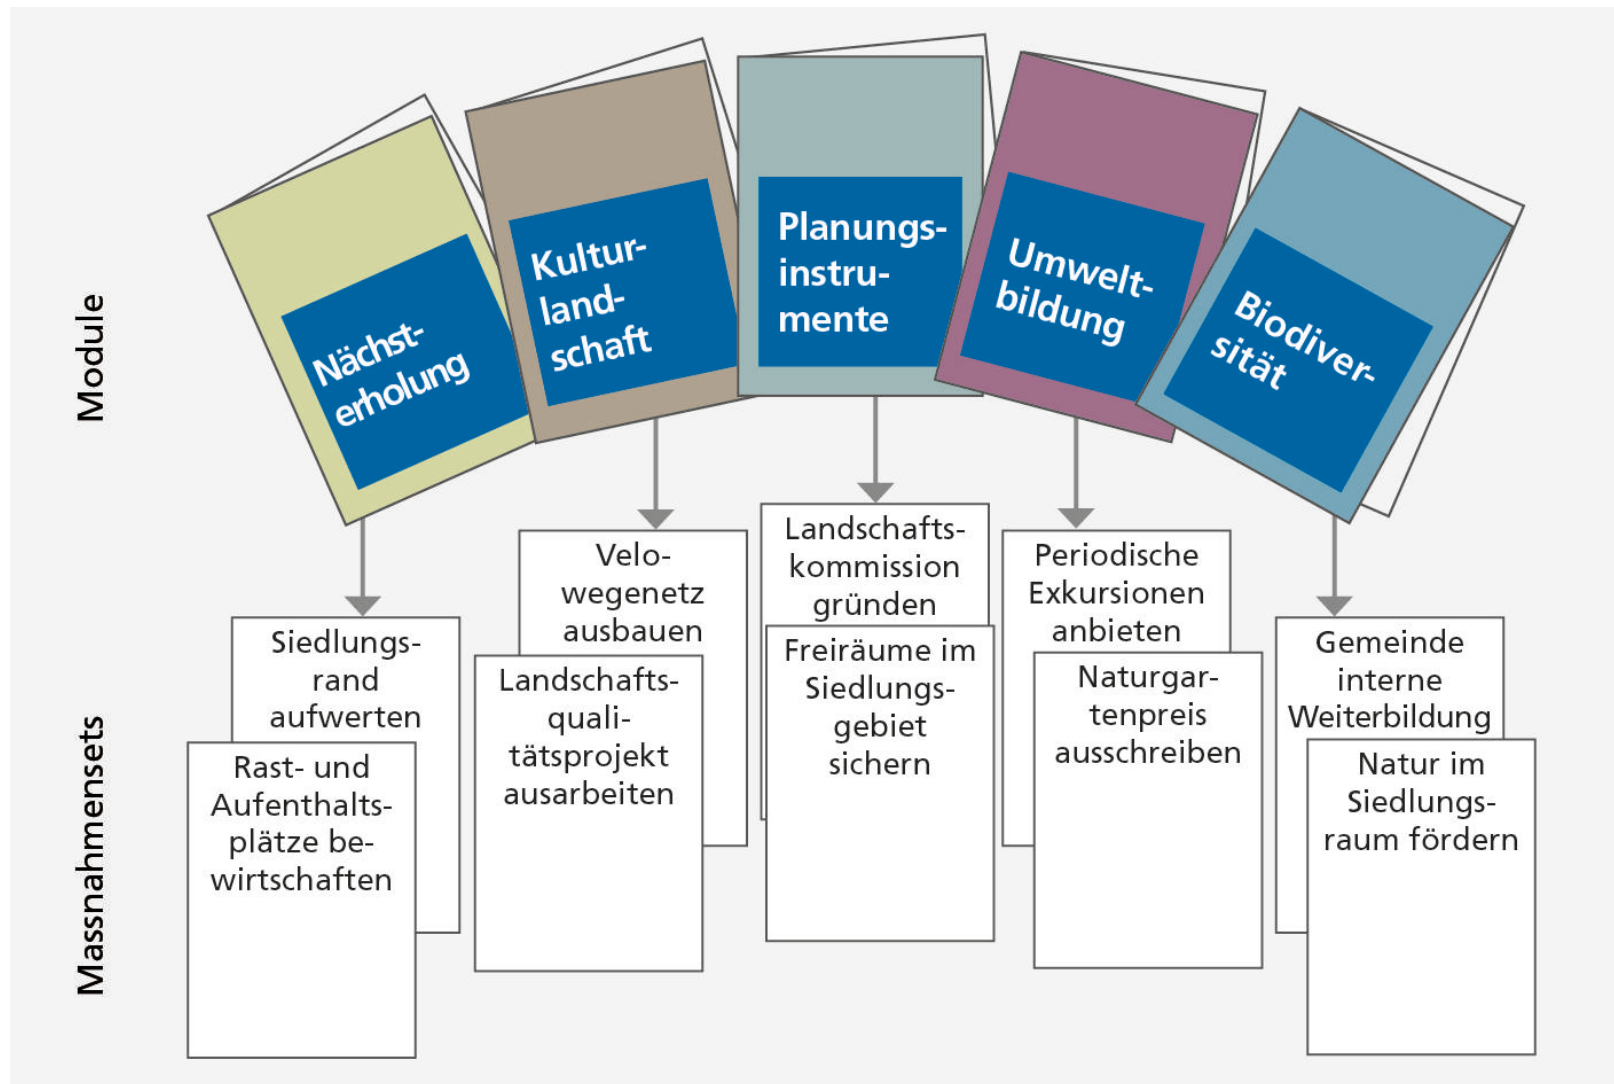 Module
Nächst-
erholung
Kultur-
land-
schaft
Planungs-
instru-
mente
Umwelt-
bildung
Biodiver-
sität
Massnahmensets
Siedlungs-
rand
aufwerten
Rast- und
Aufenthalts-
plätze be-
wirtschaften
Velo-
wegenetz
ausbauen
Landschafts-
quali-
tätsprojekt
ausarbeiten
Landschafts-
kommission
gründen
Freiräume im
Siedlungs-
gebiet
sichern
Periodische
Exkursionen
anbieten
Naturgar-
tenpreis
ausschreiben
Gemeinde
interne
Weiterbildung
Natur im
Siedlungs-
raum fördern